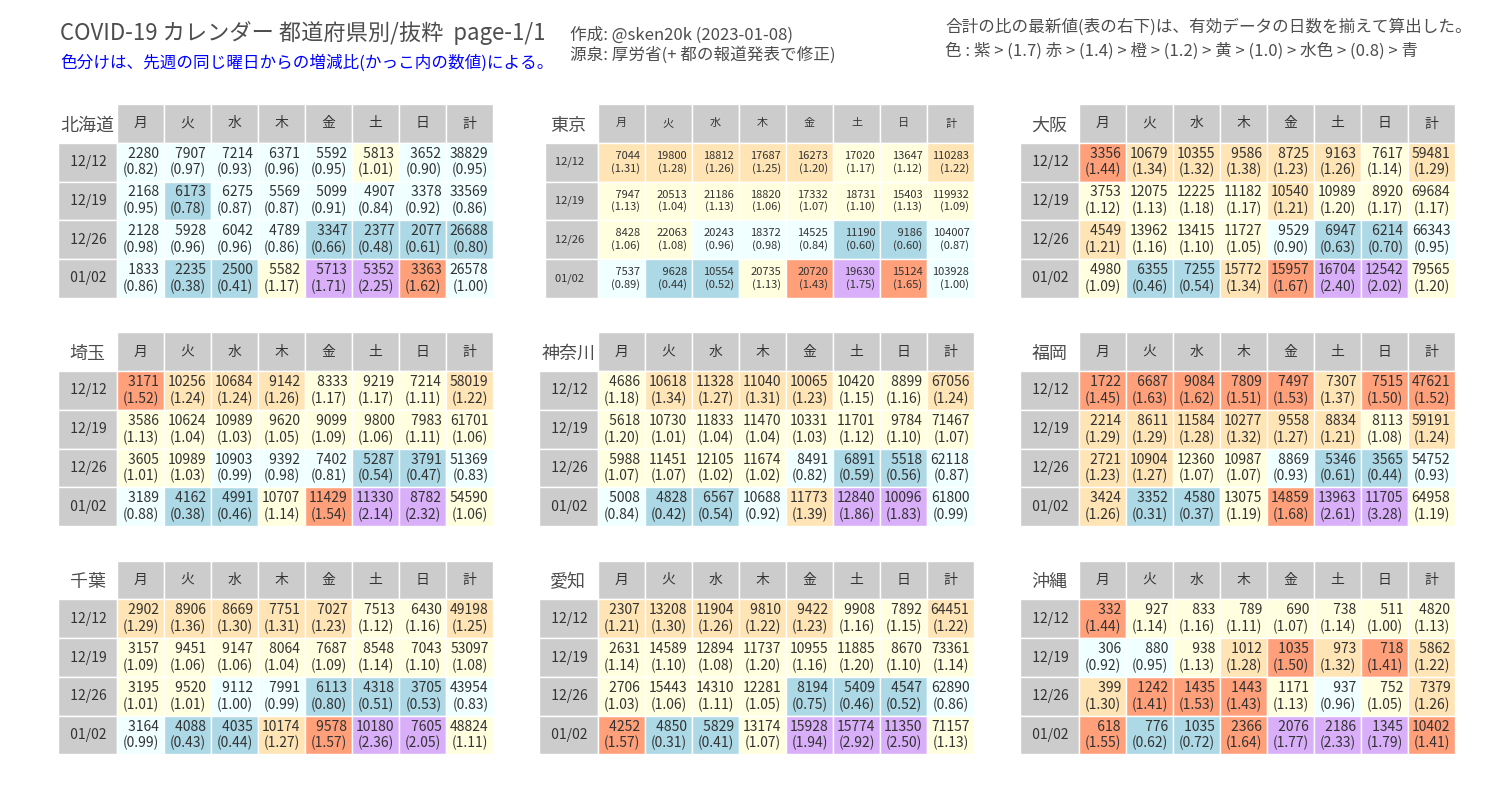 COVID-19 カレンダー 都道府県別/抜粋 page-1/1
色分けは、先週の同じ曜日からの増減比(かっこ内の数値)による。
作成: @sken20k (2023-01-08)
源泉: 厚労省(+ 都の報道発表で修正)
合計の比の最新値(表の右下)は、有効データの日数を揃えて算出した。
色 : 紫 > (1.7) 赤 > (1.4) > 橙 > (1.2) > 黄 > (1.0) > 水色 > (0.8) > 青
北海道 月 火 水 木 金 土 日 計
12/12 2280 7907 7214 6371 5592 5813 3652 38829
(0.82) (0.97) (0.93) (0.96) (0.95) (1.01) (0.90) (0.95)
12/19 2168 6173 6275 5569 5099 4907 3378 33569
(0.95) (0.78) (0.87) (0.87) (0.91) (0.84) (0.92) (0.86)
12/26 2128 5928 6042 4789 3347 2377 2077 26688
(0.98) (0.96) (0.96) (0.86) (0.66) (0.48) (0.61) (0.80)
01/02 1833 2235 2500 5582 5713 5352 3363 26578
(0.86) (0.38) (0.41) (1.17) (1.71) (2.25) (1.62) (1.00)
東京 月 火 水 木 金 土 日 計
12/12 7044 19800 18812 17687 16273 17020 13647 110283
(1.31) (1.28) (1.26) (1.25) (1.20) (1.17) (1.12) (1.22)
12/19 7947 20513 21186 18820 17332 18731 15403 119932
(1.13) (1.04) (1.13) (1.06) (1.07) (1.10) (1.13) (1.09)
12/26 8428 22063 20243 18372 14525 11190 9186 104007
(1.06) (1.08) (0.96) (0.98) (0.84) (0.60) (0.60) (0.87)
01/02 7537 9628 10554 20735 20720 19630 15124 103928
(0.89) (0.44) (0.52) (1.13) (1.43) (1.75) (1.65) (1.00)
大阪 月 火 水 木 金 土 日 計
12/12 3356 10679 10355 9586 8725 9163 7617 59481
(1.44) (1.34) (1.32) (1.38) (1.23) (1.26) (1.14) (1.29)
12/19 3753 12075 12225 11182 10540 10989 8920 69684
(1.12) (1.13) (1.18) (1.17) (1.21) (1.20) (1.17) (1.17)
12/26 4549 13962 13415 11727 9529 6947 6214 66343
(1.21) (1.16) (1.10) (1.05) (0.90) (0.63) (0.70) (0.95)
01/02 4980 6355 7255 15772 15957 16704 12542 79565
(1.09) (0.46) (0.54) (1.34) (1.67) (2.40) (2.02) (1.20)
埼玉 月 火 水 木 金 土 日 計
12/12 3171 10256 10684 9142 8333 9219 7214 58019
(1.52) (1.24) (1.24) (1.26) (1.17) (1.17) (1.11) (1.22)
12/19 3586 10624 10989 9620 9099 9800 7983 61701
(1.13) (1.04) (1.03) (1.05) (1.09) (1.06) (1.11) (1.06)
12/26 3605 10989 10903 9392 7402 5287 3791 51369
(1.01) (1.03) (0.99) (0.98) (0.81) (0.54) (0.47) (0.83)
01/02 3189 4162 4991 10707 11429 11330 8782 54590
(0.88) (0.38) (0.46) (1.14) (1.54) (2.14) (2.32) (1.06)
神奈川 月 火 水 木 金 土 日 計
12/12 4686 10618 11328 11040 10065 10420 8899 67056
(1.18) (1.34) (1.27) (1.31) (1.23) (1.15) (1.16) (1.24)
12/19 5618 10730 11833 11470 10331 11701 9784 71467
(1.20) (1.01) (1.04) (1.04) (1.03) (1.12) (1.10) (1.07)
12/26 5988 11451 12105 11674 8491 6891 5518 62118
(1.07) (1.07) (1.02) (1.02) (0.82) (0.59) (0.56) (0.87)
01/02 5008 4828 6567 10688 11773 12840 10096 61800
(0.84) (0.42) (0.54) (0.92) (1.39) (1.86) (1.83) (0.99)
福岡 月 火 水 木 金 土 日 計
12/12 1722 6687 9084 7809 7497 7307 7515 47621
(1.45) (1.63) (1.62) (1.51) (1.53) (1.37) (1.50) (1.52)
12/19 2214 8611 11584 10277 9558 8834 8113 59191
(1.29) (1.29) (1.28) (1.32) (1.27) (1.21) (1.08) (1.24)
12/26 2721 10904 12360 10987 8869 5346 3565 54752
(1.23) (1.27) (1.07) (1.07) (0.93) (0.61) (0.44) (0.93)
01/02 3424 3352 4580 13075 14859 13963 11705 64958
(1.26) (0.31) (0.37) (1.19) (1.68) (2.61) (3.28) (1.19)
千葉 月 火 水 木 金 土 日 計
12/12 2902 8906 8669 7751 7027 7513 6430 49198
(1.29) (1.36) (1.30) (1.31) (1.23) (1.12) (1.16) (1.25)
12/19 3157 9451 9147 8064 7687 8548 7043 53097
(1.09) (1.06) (1.06) (1.04) (1.09) (1.14) (1.10) (1.08)
12/26 3195 9520 9112 7991 6113 4318 3705 43954
(1.01) (1.01) (1.00) (0.99) (0.80) (0.51) (0.53) (0.83)
01/02 3164 4088 4035 10174 9578 10180 7605 48824
(0.99) (0.43) (0.44) (1.27) (1.57) (2.36) (2.05) (1.11)
愛知 月 火 水 木 金 土 日 計
12/12 2307 13208 11904 9810 9422 9908 7892 64451
(1.21) (1.30) (1.26) (1.22) (1.23) (1.16) (1.15) (1.22)
12/19 2631 14589 12894 11737 10955 11885 8670 73361
(1.14) (1.10) (1.08) (1.20) (1.16) (1.20) (1.10) (1.14)
12/26 2706 15443 14310 12281 8194 5409 4547 62890
(1.03) (1.06) (1.11) (1.05) (0.75) (0.46) (0.52) (0.86)
01/02 4252 4850 5829 13174 15928 15774 11350 71157
(1.57) (0.31) (0.41) (1.07) (1.94) (2.92) (2.50) (1.13)
沖縄 月 火 水 木 金 土 日 計
12/12 332 927 833 789 690 738 511 4820
(1.44) (1.14) (1.16) (1.11) (1.07) (1.14) (1.00) (1.13)
12/19 306 880 938 1012 1035 973 718 5862
(0.92) (0.95) (1.13) (1.28) (1.50) (1.32) (1.41) (1.22)
12/26 399 1242 1435 1443 1171 937 752 7379
(1.30) (1.41) (1.53) (1.43) (1.13) (0.96) (1.05) (1.26)
01/02 618 776 1035 2366 2076 2186 1345 10402
(1.55) (0.62) (0.72) (1.64) (1.77) (2.33) (1.79) (1.41)